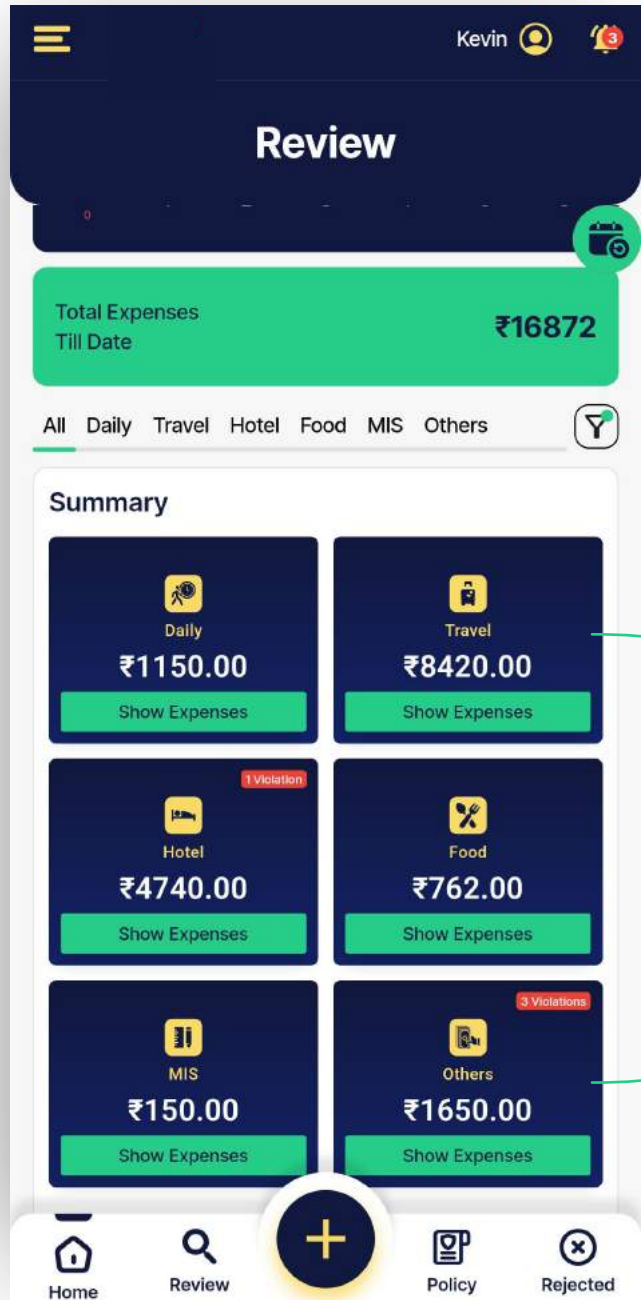 Kevin
3
Review
0
Total Expenses
Till Date
₹16872
All Daily Travel Hotel Food MIS Others
Summary
Daily
₹1150.00
Show Expenses
Travel
₹8420.00
Show Expenses
1 Violation
Hotel
₹4740.00
Show Expenses
Food
₹762.00
Show Expenses
MIS
₹150.00
Show Expenses
3 Violations
Others
₹1650.00
Show Expenses
Home
Review
Policy
Rejected